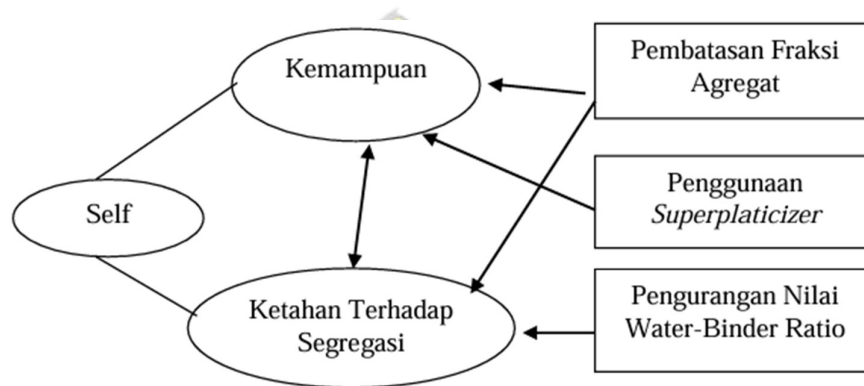 Kemampuan
Self
Ketahan Terhadap
Segregasi
Pembatasan Fraksi
Agregat
Penggunaan
Superplaticizer
Pengurangan Nilai
Water-Binder Ratio